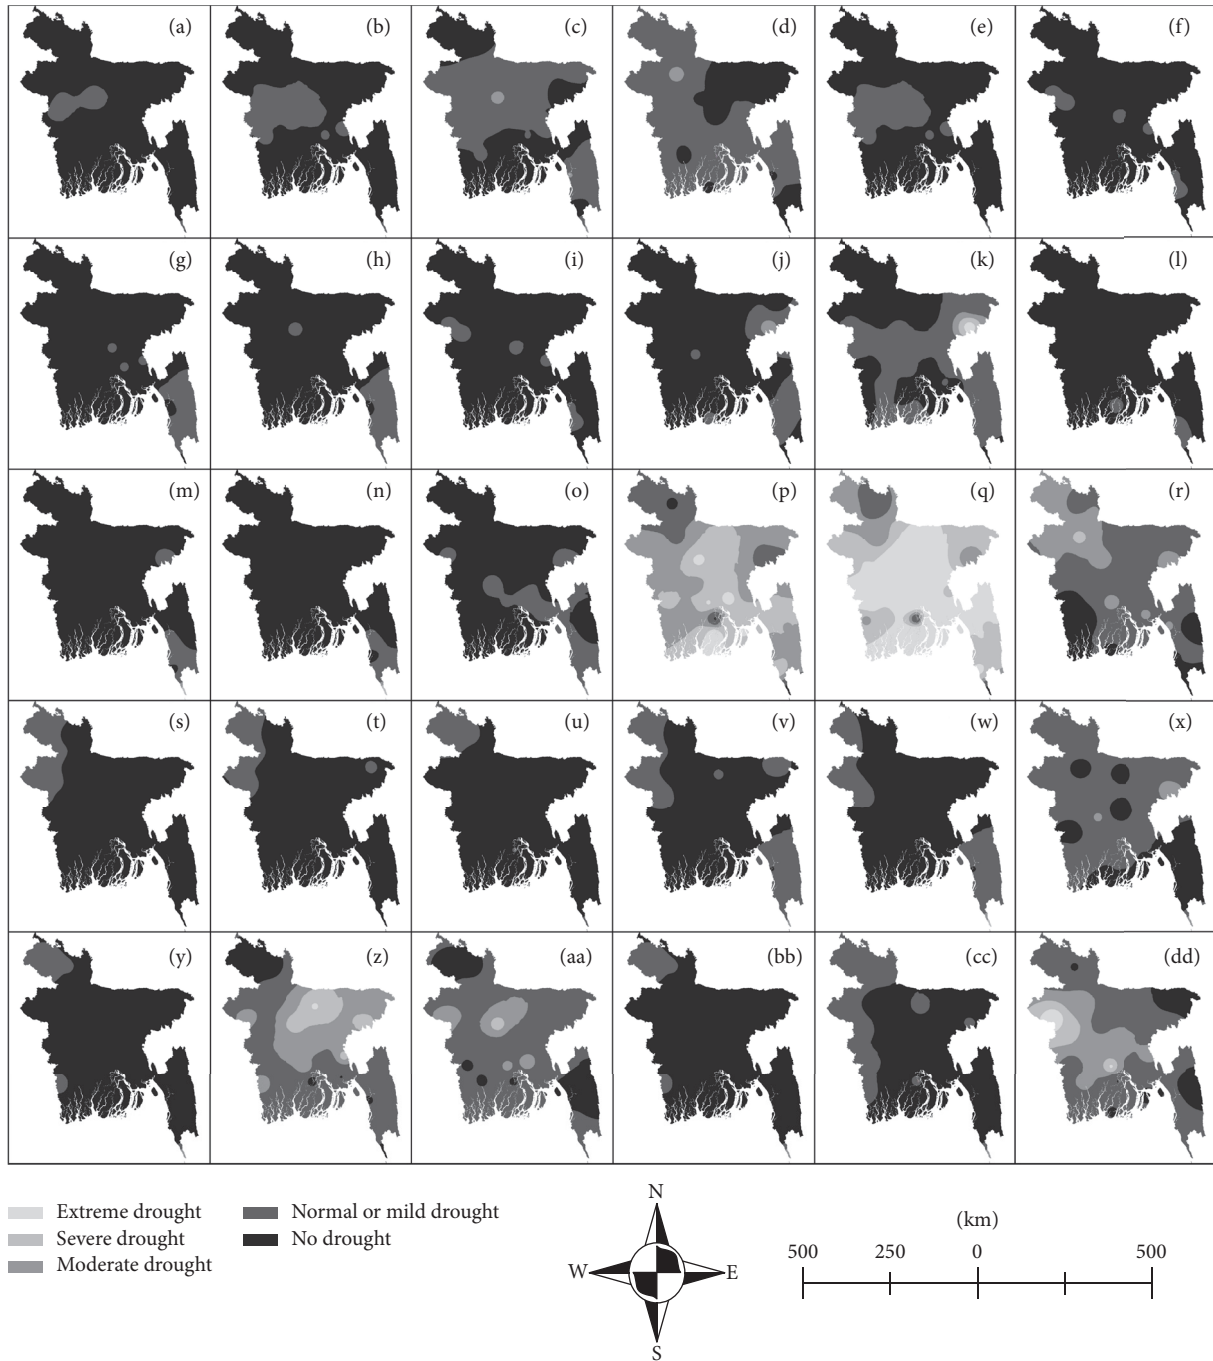 (a) (b) (c) (d) (e) (f)
(g) (h) (i) (j) (k) (l)
(m) (n) (o) (p) (q) (r)
(s) (t) (u) (v) (w) (x)
(y) (z) (aa) (bb) (cc) (dd)
Extreme drought
Severe drought
Moderate drought
Normal or mild drought
No drought
N
W E
S
(km)
500 250 0 500